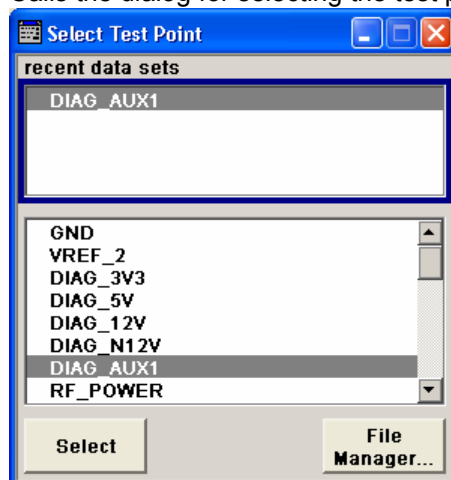 Calls the dialog for selecting the test p
Select Test Point
recent data sets
DIAG_AUX1
GND
VREF_2
DIAG_3V3
DIAG_5V
DIAG_12V
DIAG_N12V
DIAG_AUX1
RF_POWER
Select
File
Manager...